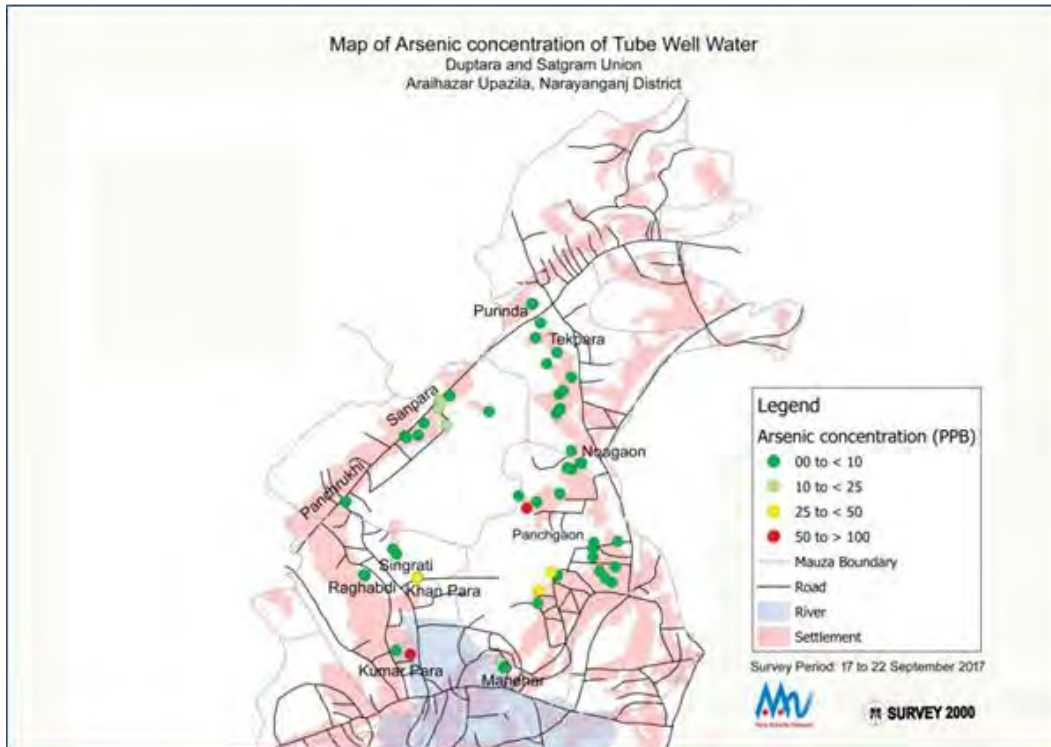 Map of Arsenic concentration of Tube Well Water
Duptara and Satgram Union
Araihazar Upazila, Narayanganj District
Purinda
Tekpara
Sanpara
Noagaon
Panchrukhi
Panchgaon
Singrati
Raghabdi
Khan Para
Kumar Para
Manohar
Legend
Arsenic concentration (PPB)
00 to < 10
10 to < 25
25 to < 50
50 to > 100
Mauza Boundary
Road
River
Settlement
Survey Period: 17 to 22 September 2017
SURVEY 2000